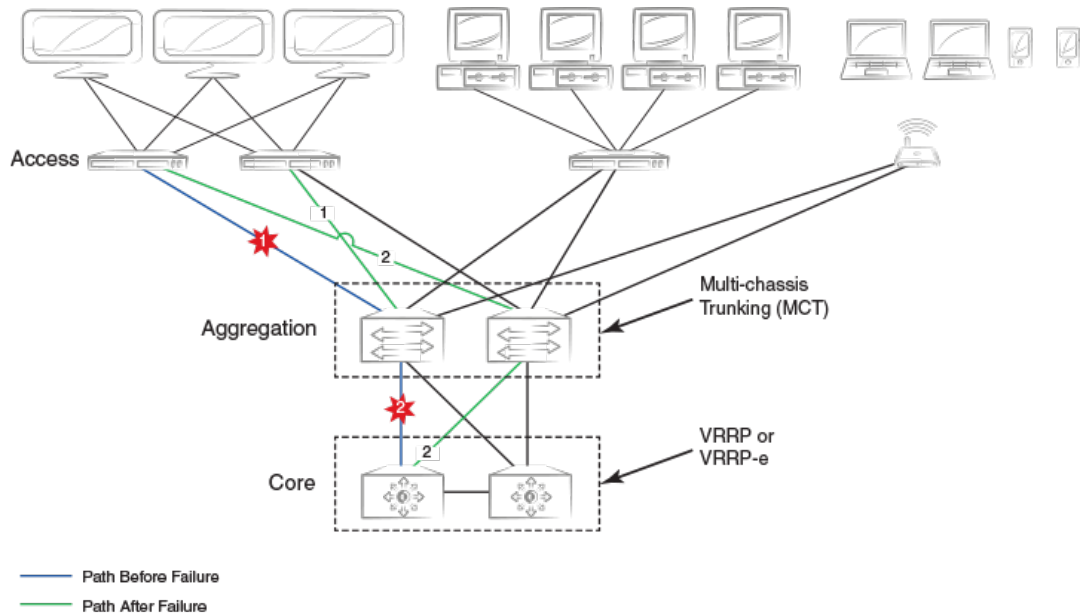 Access
1
1
2
Multi-chassis
Trunking (MCT)
Aggregation
2
2
VRRP or
VRRP-e
Core
Path Before Failure
Path After Failure